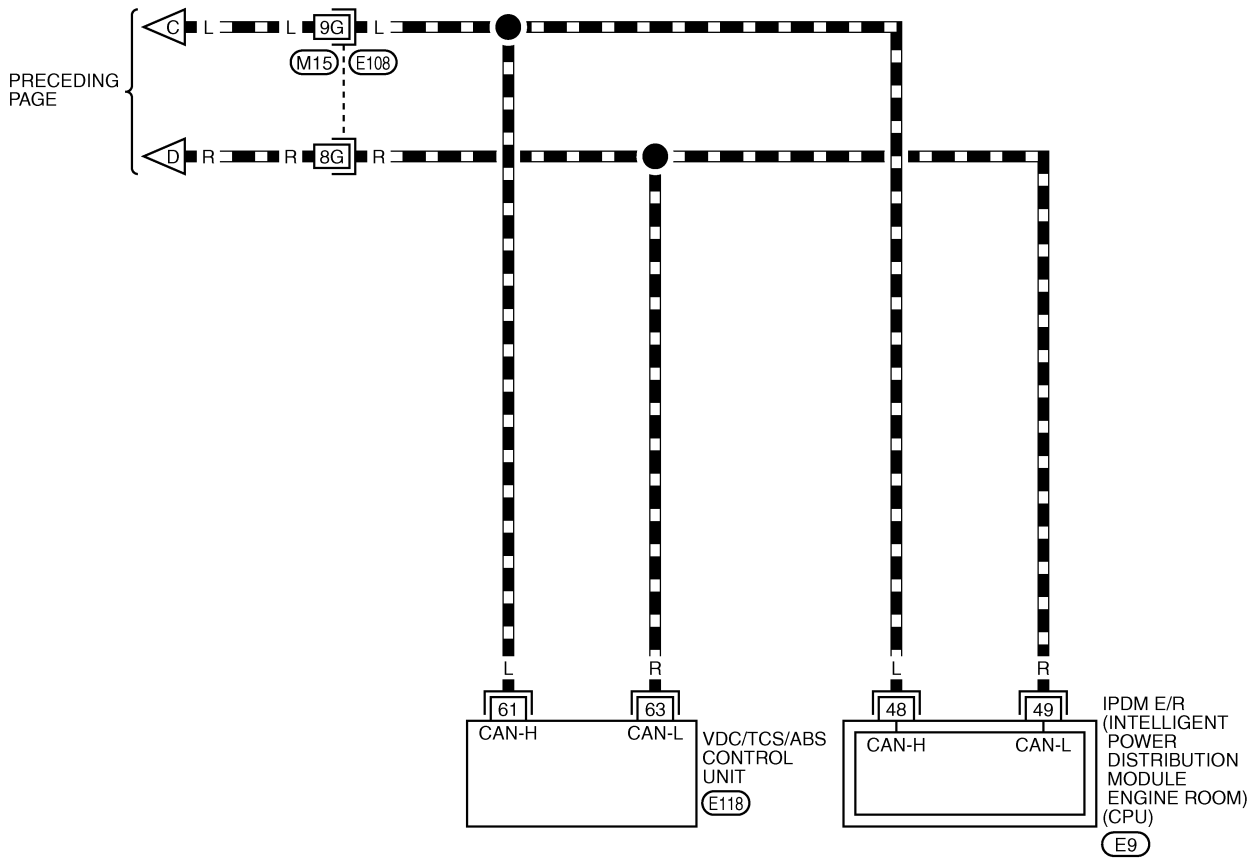 C L L 9G L
M15 E108
PRECEDING
PAGE
D R R 8G R
L R L R
61 63 48 49
CAN-H CAN-L CAN-H CAN-L
VDC/TCS/ABS
CONTROL
UNIT
E118
IPDM E/R
(INTELLIGENT
POWER
DISTRIBUTION
MODULE
ENGINE ROOM)
(CPU)
E9